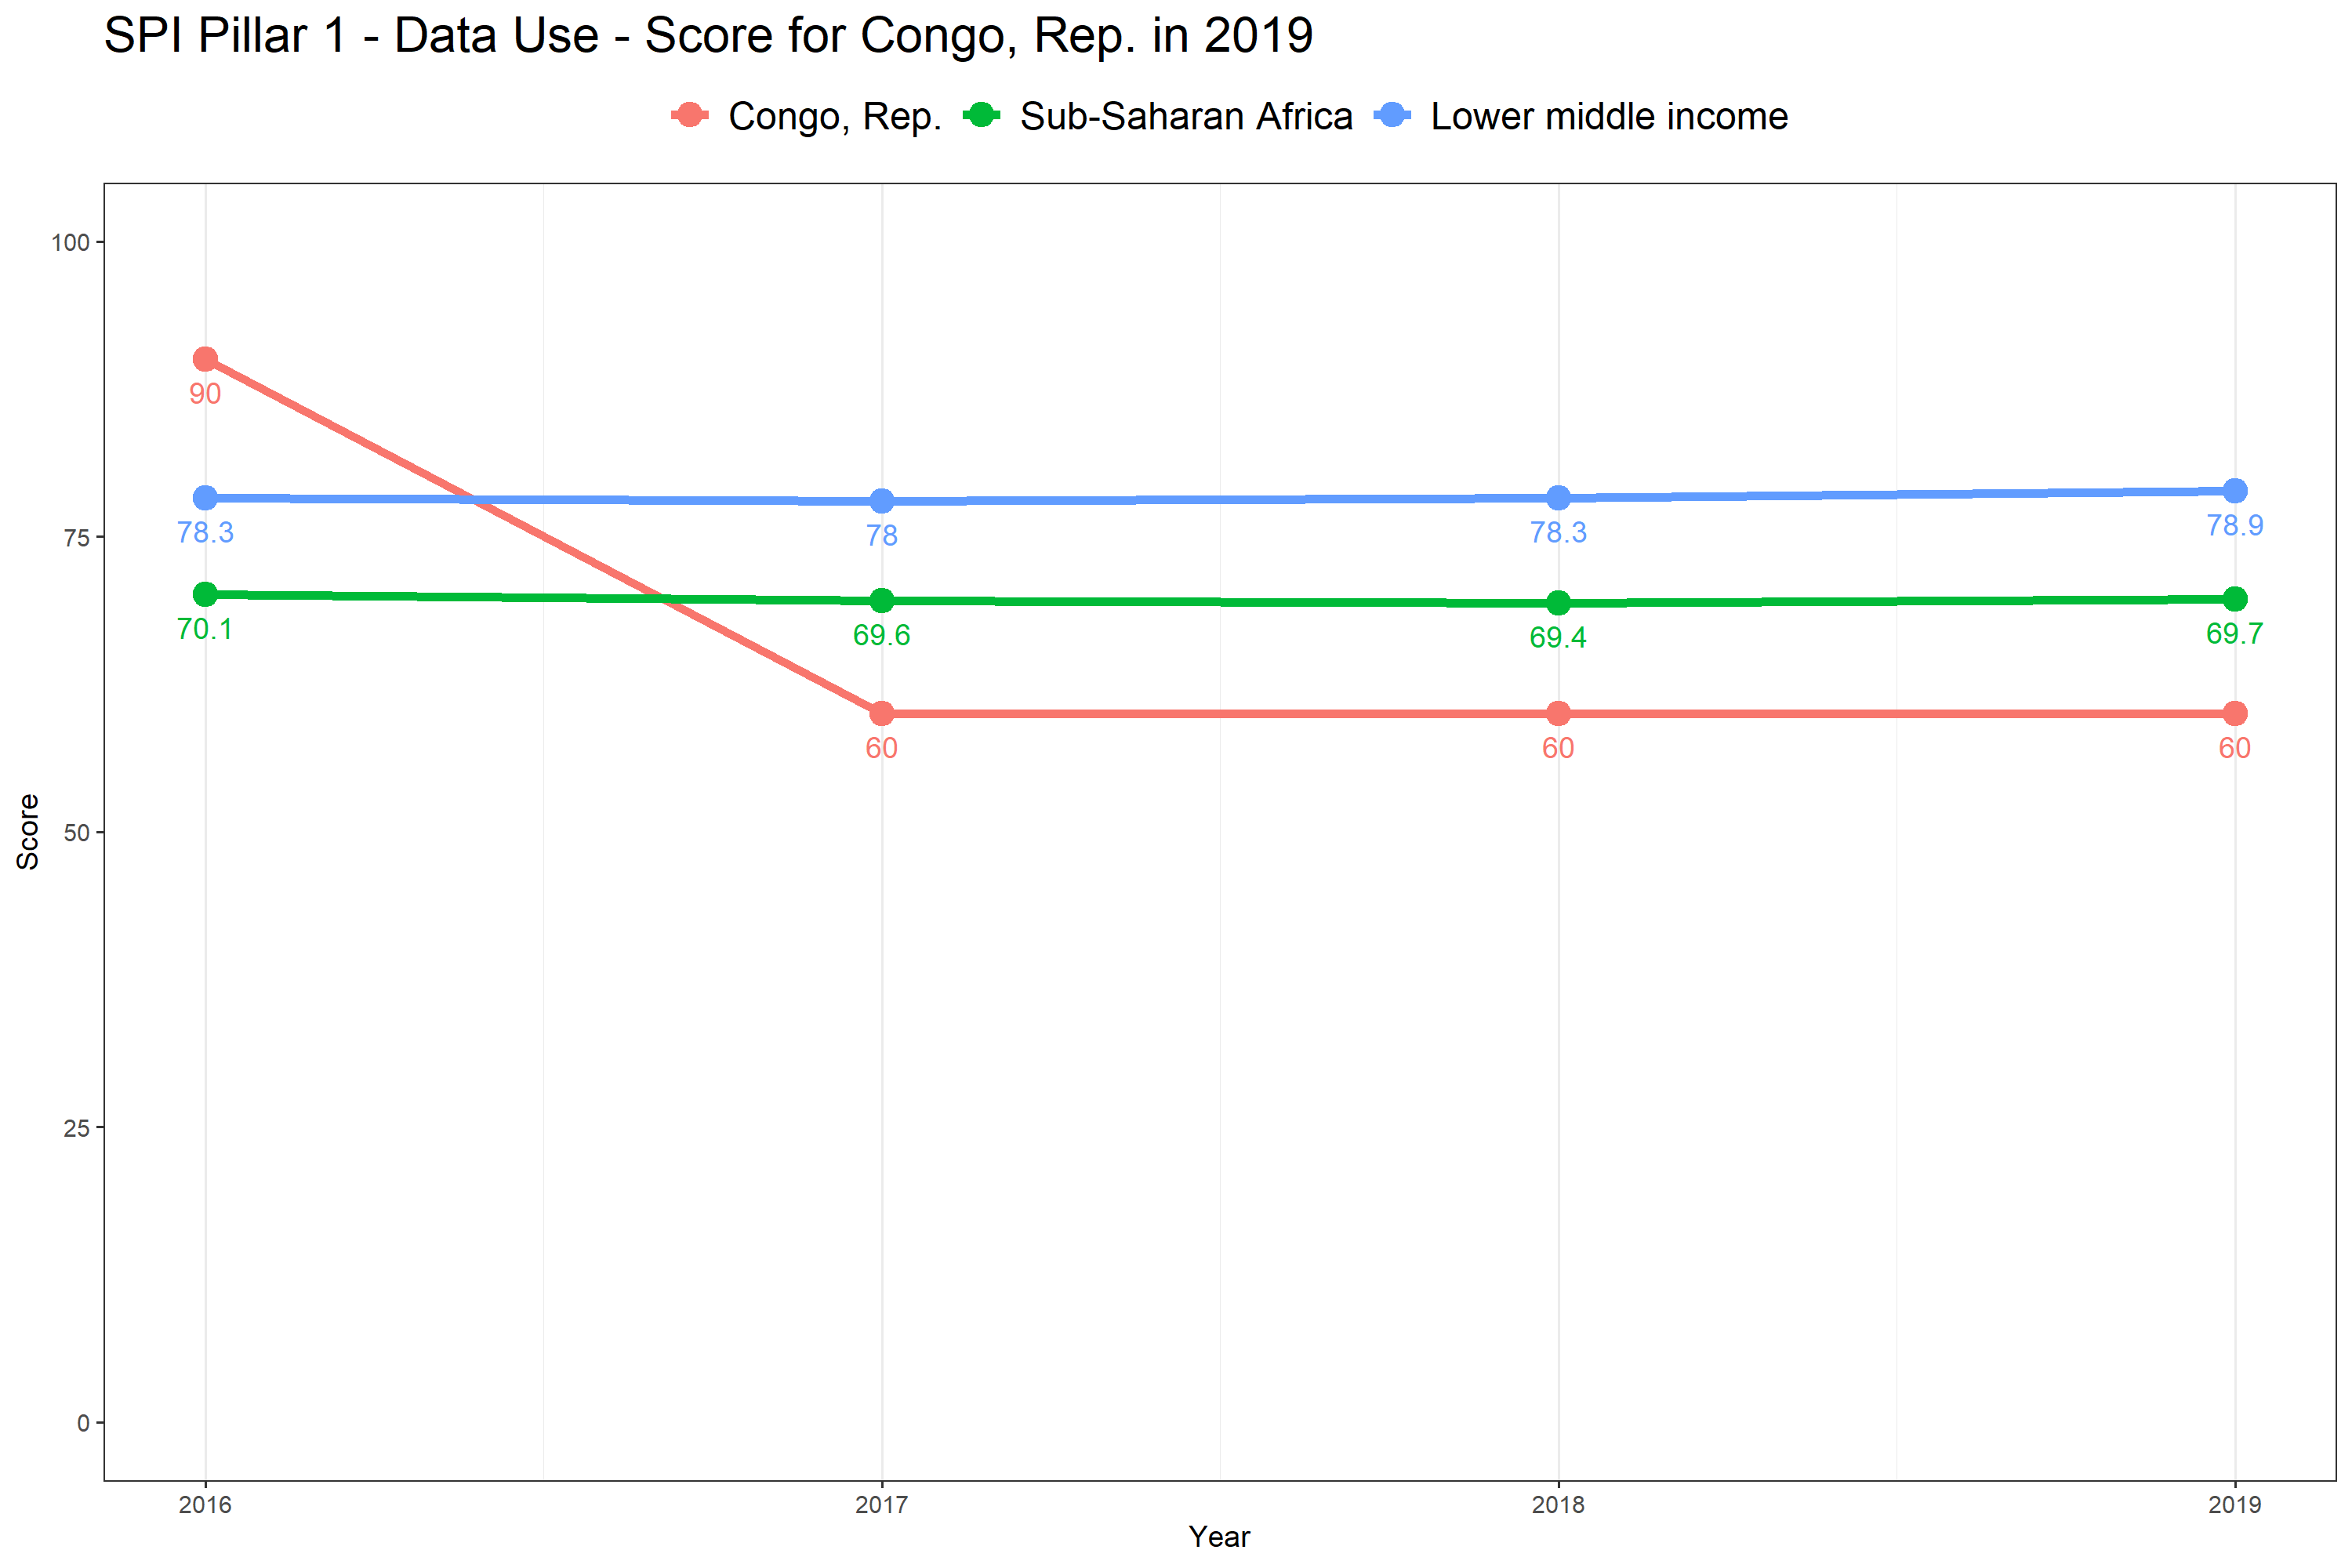 SPI Pillar 1 - Data Use - Score for Congo, Rep. in 2019
Congo, Rep. Sub-Saharan Africa Lower middle income
100
90
78.3 78 78.3 78.9
75
70.1 69.6 69.4 69.7
60 60 60
Score
50
25
0
2016 2017 2018 2019
Year